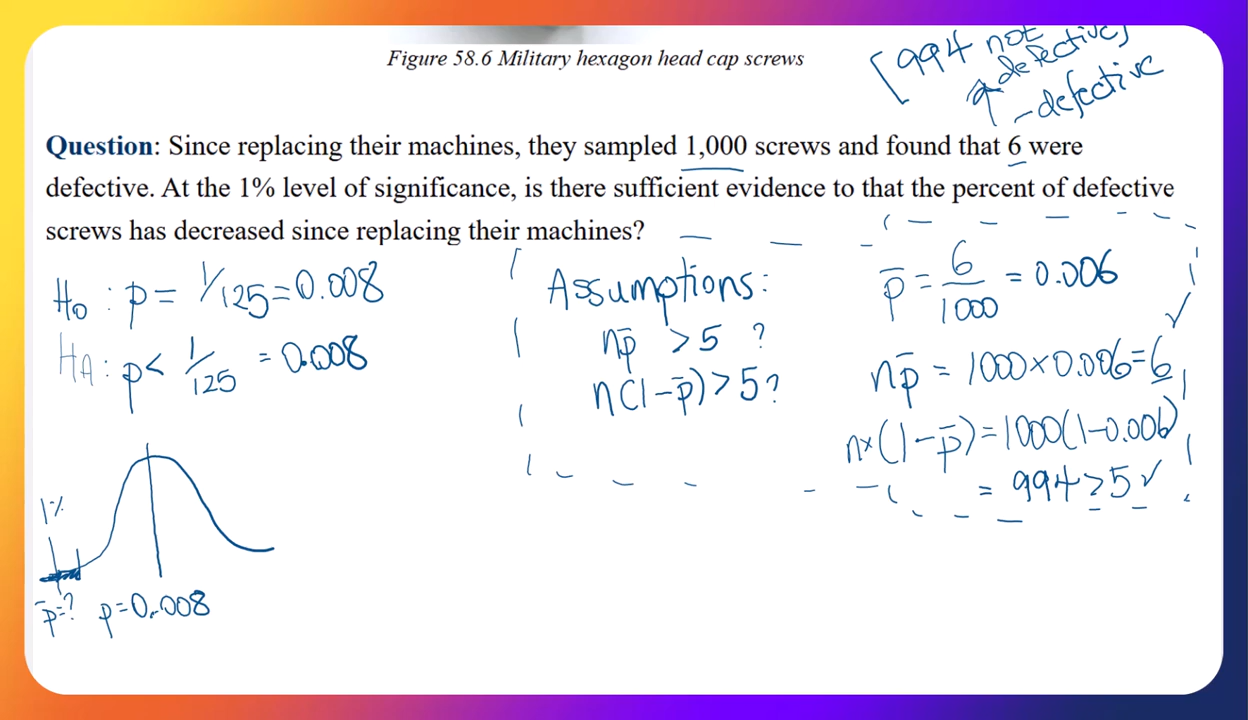 Figure 58.6 Military hexagon head cap screws
[994 not
defective,
- defective
Question: Since replacing their machines, they sampled 1,000 screws and found that 6 were
defective. At the 1% level of significance, is there sufficient evidence to that the percent of defective
screws has decreased since replacing their machines?
H₀ : p = 1/125 = 0.008
H_A : p < 1/125 = 0.008
1%
p̄=? p=0.008
Assumptions:
np̄ > 5 ?
n(1-p̄) > 5?
p̄ = 6/1000 = 0.006 ✓
np̄ = 1000×0.006=6
n×(1-p̄)=1000(1-0.006)
= 994>5✓